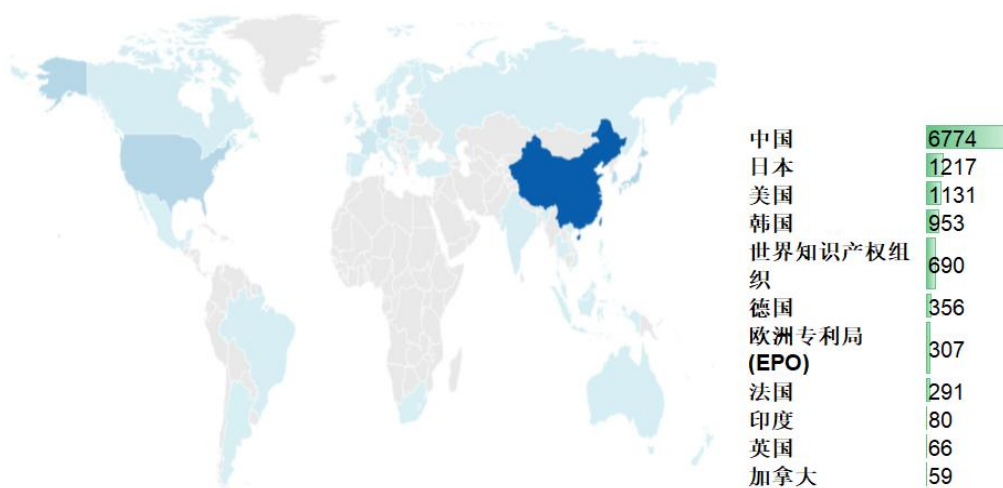 中国 6774
日本 1217
美国 1131
韩国 953
世界知识产权组
织 690
德国 356
欧洲专利局
(EPO) 307
法国 291
印度 80
英国 66
加拿大 59